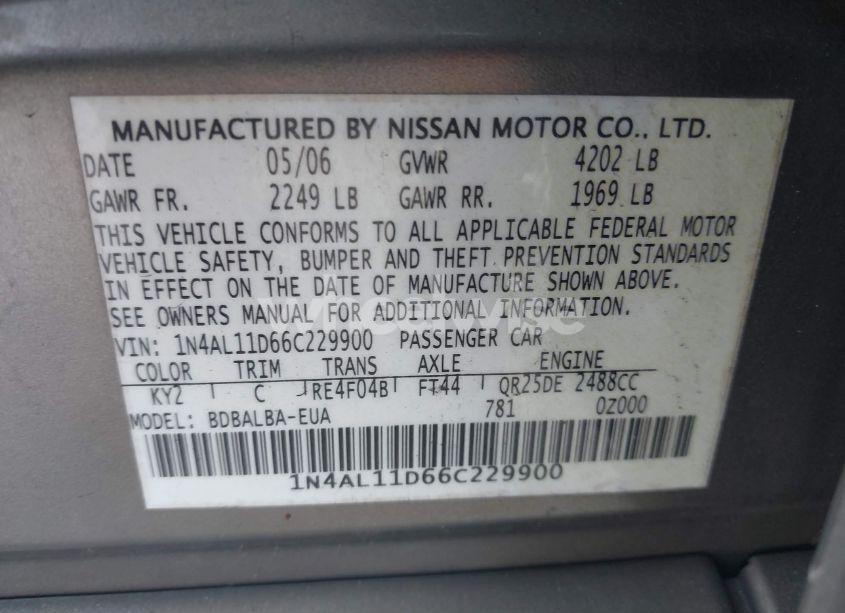 MANUFACTURED BY NISSAN MOTOR CO., LTD.
DATE 05/06 GVWR 4202 LB
GAWR FR. 2249 LB GAWR RR. 1969 LB
THIS VEHICLE CONFORMS TO ALL APPLICABLE FEDERAL MOTOR
VEHICLE SAFETY, BUMPER AND THEFT PREVENTION STANDARDS
IN EFFECT ON THE DATE OF MANUFACTURE SHOWN ABOVE.
SEE OWNERS MANUAL FOR ADDITIONAL INFORMATION.
VIN: 1N4AL11D66C229900 PASSENGER CAR
COLOR TRIM TRANS AXLE ENGINE
KY2 C RE4F04B FT44 QR25DE 2488CC
MODEL: BDBALBA-EUA 781 0Z000
1N4AL11D66C229900